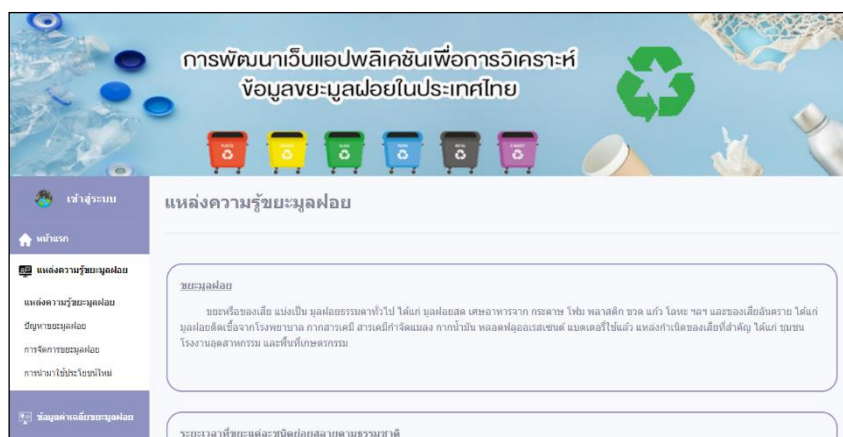 การพัฒนาเว็บแอปพลิเคชันเพื่อการวิเคราะห์
ข้อมูลขยะมูลฝอยในประเทศไทย
เข้าสู่ระบบ
หน้าแรก
แหล่งความรู้ขยะมูลฝอย
แหล่งความรู้ขยะมูลฝอย
ปัญหาขยะมูลฝอย
การจัดการขยะมูลฝอย
การนำมาใช้ประโยชน์ใหม่
ข้อมูลค่าเฉลี่ยขยะมูลฝอย
แหล่งความรู้ขยะมูลฝอย
ขยะมูลฝอย
ขยะหรือของเสีย แบ่งเป็น มูลฝอยธรรมดาทั่วไป ได้แก่ มูลฝอยสด เศษอาหารจาก กระดาษ โฟม พลาสติก ขวด แก้ว โลหะ ฯลฯ และของเสียอันตราย ได้แก่
มูลฝอยติดเชื้อจากโรงพยาบาล กากสารเคมี สารเคมีกำจัดแมลง กากน้ำมัน หลอดฟลูออเรสเซนต์ แบตเตอรี่ใช้แล้ว แหล่งกำเนิดของเสียที่สำคัญ ได้แก่ ชุมชน
โรงงานอุตสาหกรรม และพื้นที่เกษตรกรรม
ระยะเวลาที่ขยะแต่ละชนิดย่อยสลายตามธรรมชาติ